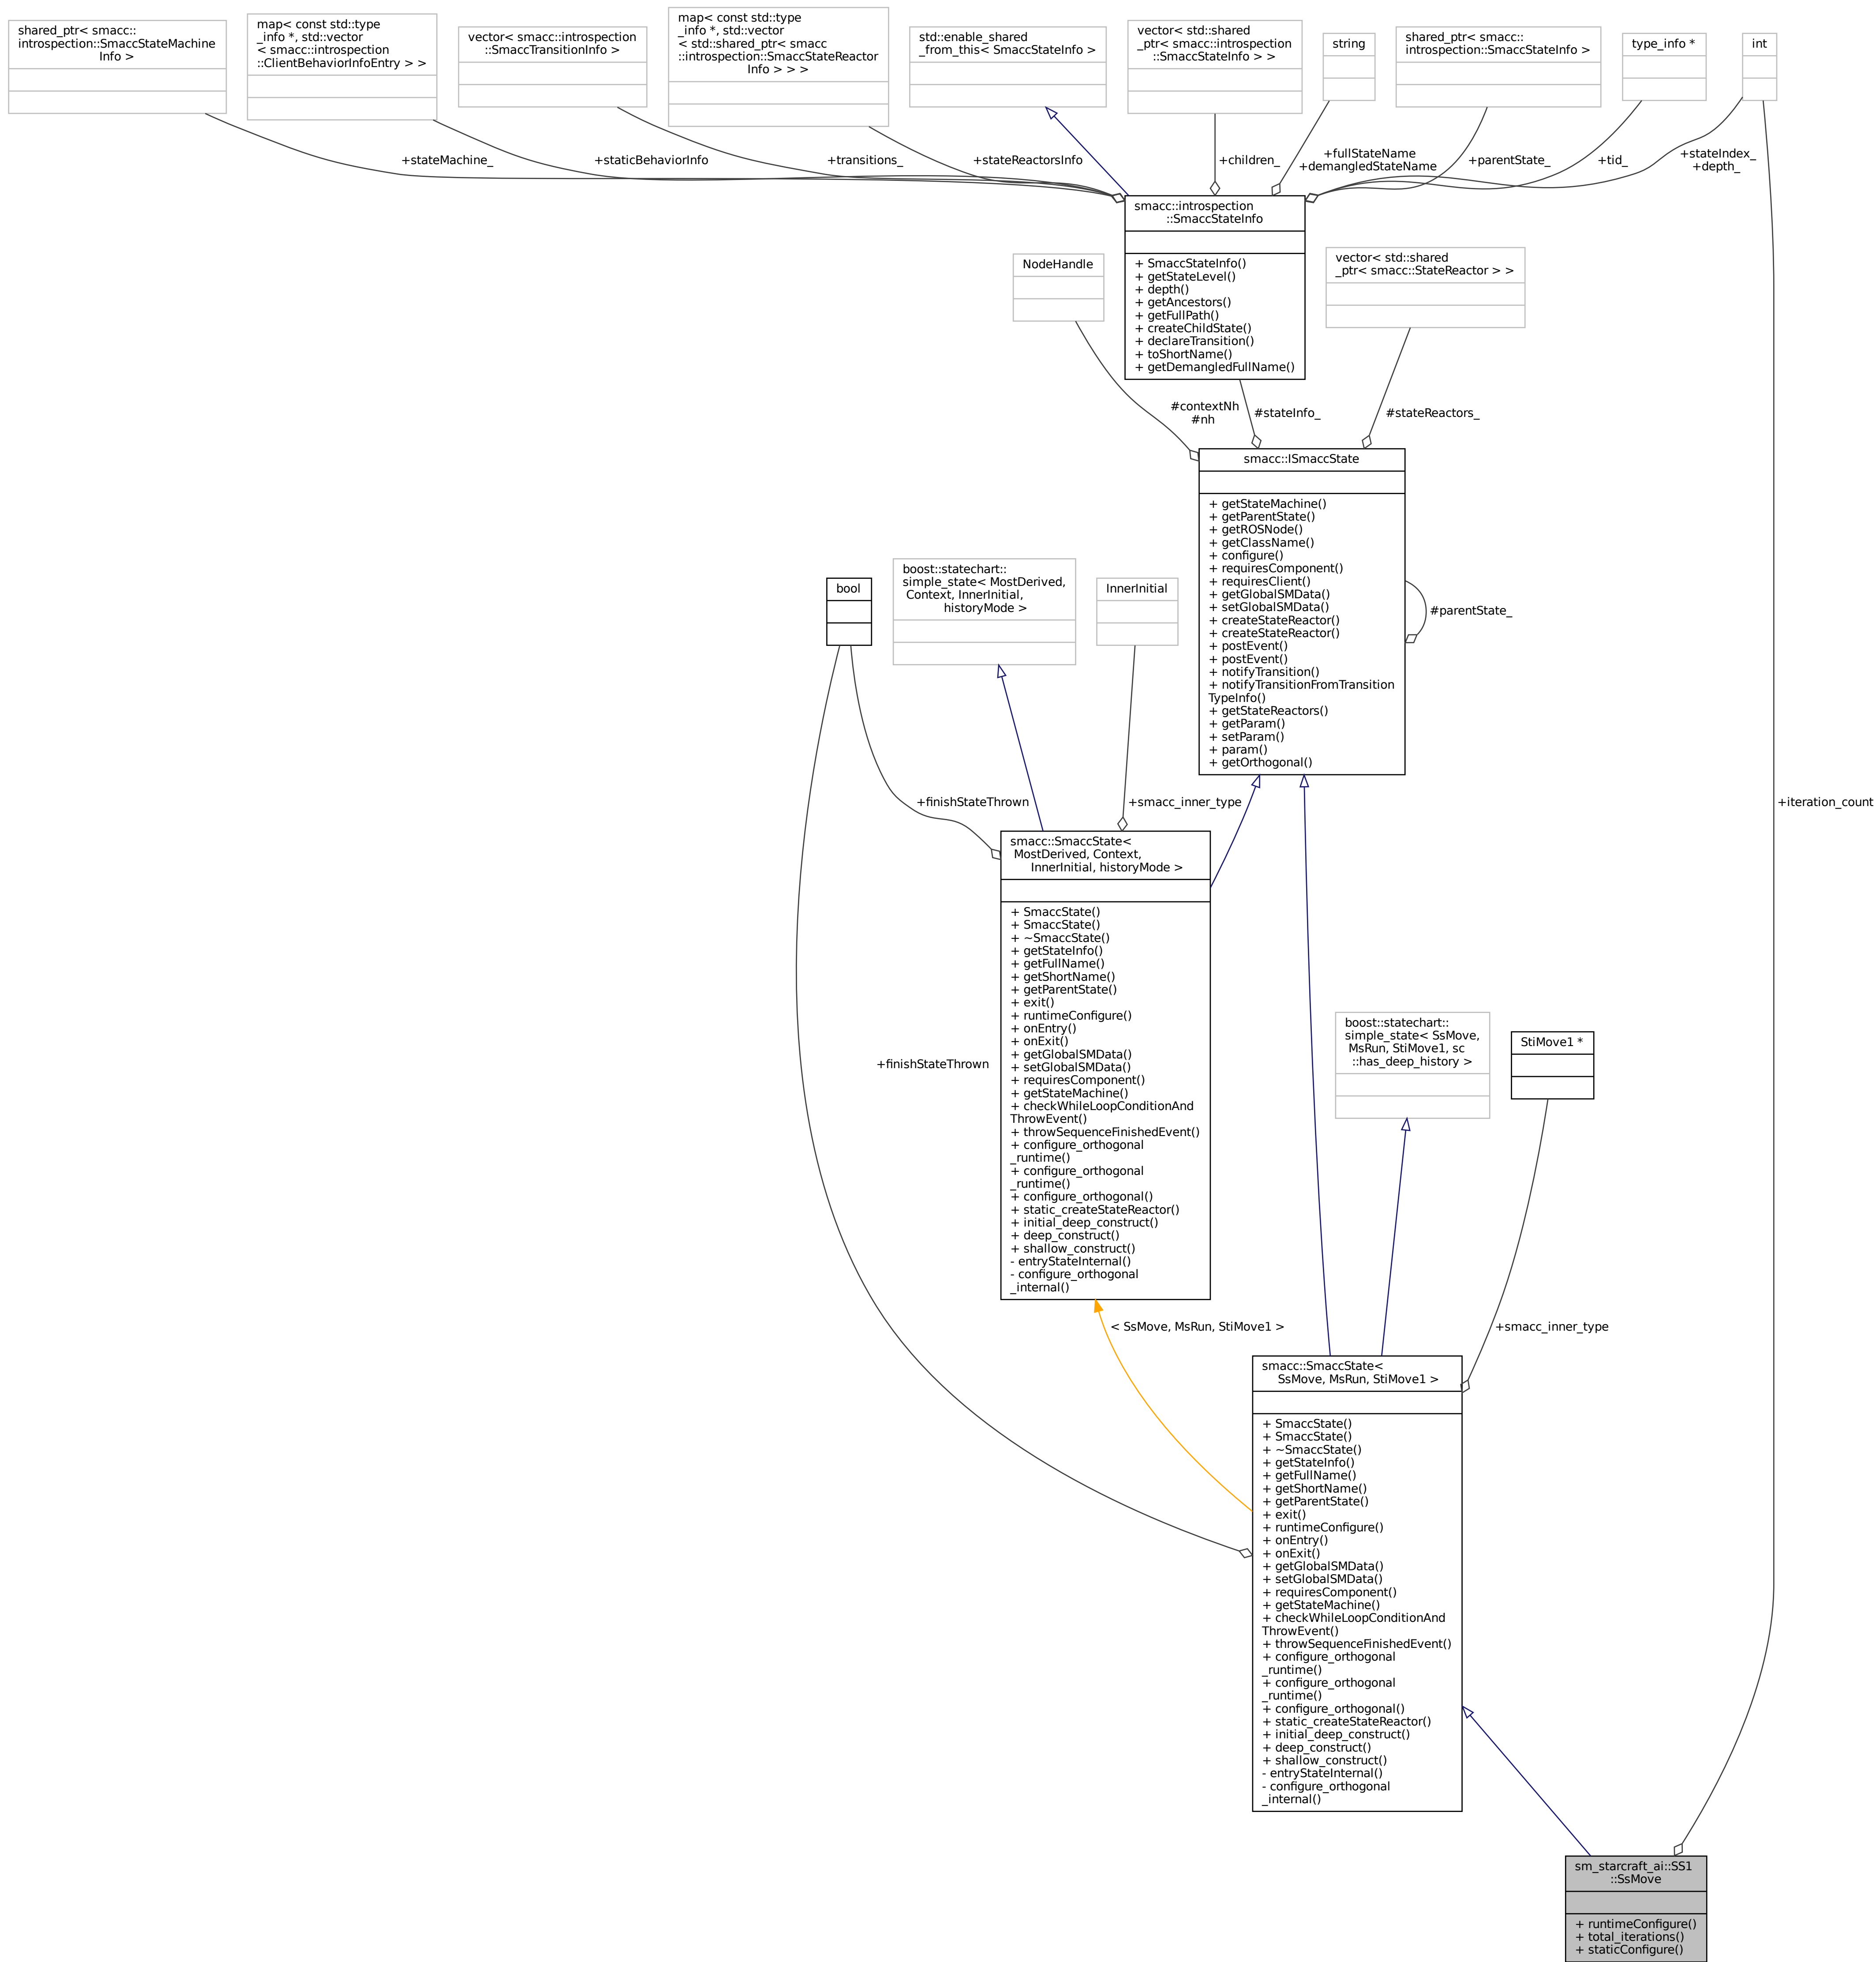 shared_ptr< smacc::
introspection::SmaccStateMachine
Info >
map< const std::type
_info *, std::vector
< smacc::introspection
::ClientBehaviorInfoEntry > >
vector< smacc::introspection
::SmaccTransitionInfo >
map< const std::type
_info *, std::vector
< std::shared_ptr< smacc
::introspection::SmaccStateReactor
Info > > >
std::enable_shared
_from_this< SmaccStateInfo >
vector< std::shared
_ptr< smacc::introspection
::SmaccStateInfo > >
string
shared_ptr< smacc::
introspection::SmaccStateInfo >
type_info *
int
+stateMachine_
+staticBehaviorInfo
+transitions_
+stateReactorsInfo
+children_
+fullStateName
+demangledStateName
+parentState_
+tid_
+stateIndex_
+depth_
smacc::introspection
::SmaccStateInfo
+ SmaccStateInfo()
+ getStateLevel()
+ depth()
+ getAncestors()
+ getFullPath()
+ createChildState()
+ declareTransition()
+ toShortName()
+ getDemangledFullName()
NodeHandle
vector< std::shared
_ptr< smacc::StateReactor > >
#contextNh
#nh
#stateInfo_
#stateReactors_
smacc::ISmaccState
+ getStateMachine()
+ getParentState()
+ getROSNode()
+ getClassName()
+ configure()
+ requiresComponent()
+ requiresClient()
+ getGlobalSMData()
+ setGlobalSMData()
+ createStateReactor()
+ createStateReactor()
+ postEvent()
+ postEvent()
+ notifyTransition()
+ notifyTransitionFromTransition
TypeInfo()
+ getStateReactors()
+ getParam()
+ setParam()
+ param()
+ getOrthogonal()
#parentState_
bool
boost::statechart::
simple_state< MostDerived,
Context, InnerInitial,
historyMode >
InnerInitial
+finishStateThrown
+smacc_inner_type
+iteration_count
smacc::SmaccState<
MostDerived, Context,
InnerInitial, historyMode >
+ SmaccState()
+ SmaccState()
+ ~SmaccState()
+ getStateInfo()
+ getFullName()
+ getShortName()
+ getParentState()
+ exit()
+ runtimeConfigure()
+ onEntry()
+ onExit()
+ getGlobalSMData()
+ setGlobalSMData()
+ requiresComponent()
+ getStateMachine()
+ checkWhileLoopConditionAnd
ThrowEvent()
+ throwSequenceFinishedEvent()
+ configure_orthogonal
_runtime()
+ configure_orthogonal
_runtime()
+ configure_orthogonal()
+ static_createStateReactor()
+ initial_deep_construct()
+ deep_construct()
+ shallow_construct()
- entryStateInternal()
- configure_orthogonal
_internal()
+finishStateThrown
boost::statechart::
simple_state< SsMove,
MsRun, StiMove1, sc
::has_deep_history >
StiMove1 *
< SsMove, MsRun, StiMove1 >
+smacc_inner_type
smacc::SmaccState<
SsMove, MsRun, StiMove1 >
+ SmaccState()
+ SmaccState()
+ ~SmaccState()
+ getStateInfo()
+ getFullName()
+ getShortName()
+ getParentState()
+ exit()
+ runtimeConfigure()
+ onEntry()
+ onExit()
+ getGlobalSMData()
+ setGlobalSMData()
+ requiresComponent()
+ getStateMachine()
+ checkWhileLoopConditionAnd
ThrowEvent()
+ throwSequenceFinishedEvent()
+ configure_orthogonal
_runtime()
+ configure_orthogonal
_runtime()
+ configure_orthogonal()
+ static_createStateReactor()
+ initial_deep_construct()
+ deep_construct()
+ shallow_construct()
- entryStateInternal()
- configure_orthogonal
_internal()
sm_starcraft_ai::SS1
::SsMove
+ runtimeConfigure()
+ total_iterations()
+ staticConfigure()